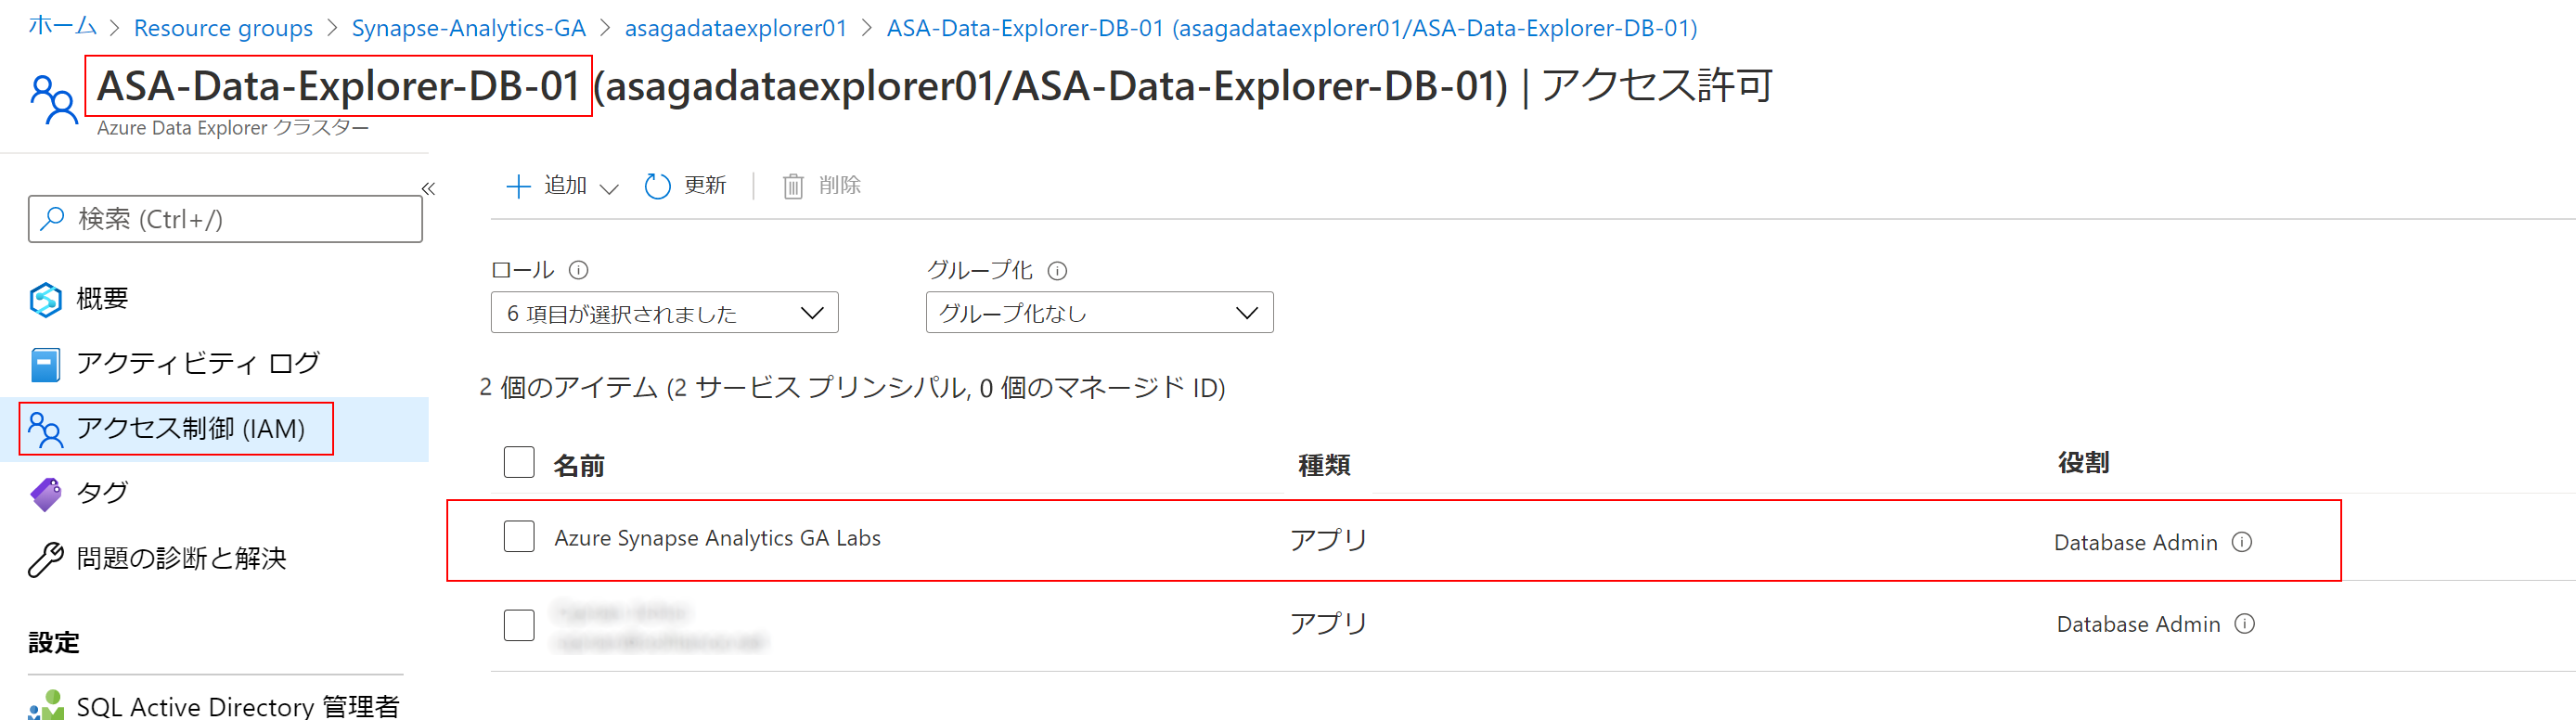 ホーム > Resource groups > Synapse-Analytics-GA > asagadataexplorer01 > ASA-Data-Explorer-DB-01 (asagadataexplorer01/ASA-Data-Explorer-DB-01)
ASA-Data-Explorer-DB-01 (asagadataexplorer01/ASA-Data-Explorer-DB-01) | アクセス許可
Azure Data Explorer クラスター
«
検索 (Ctrl+/)
概要
アクティビティ ログ
アクセス制御 (IAM)
タグ
問題の診断と解決
設定
SQL Active Directory 管理者
追加 更新 削除
ロール グループ化
6 項目が選択されました グループ化なし
2 個のアイテム (2 サービス プリンシパル, 0 個のマネージド ID)
名前 種類 役割
Azure Synapse Analytics GA Labs アプリ Database Admin
アプリ Database Admin